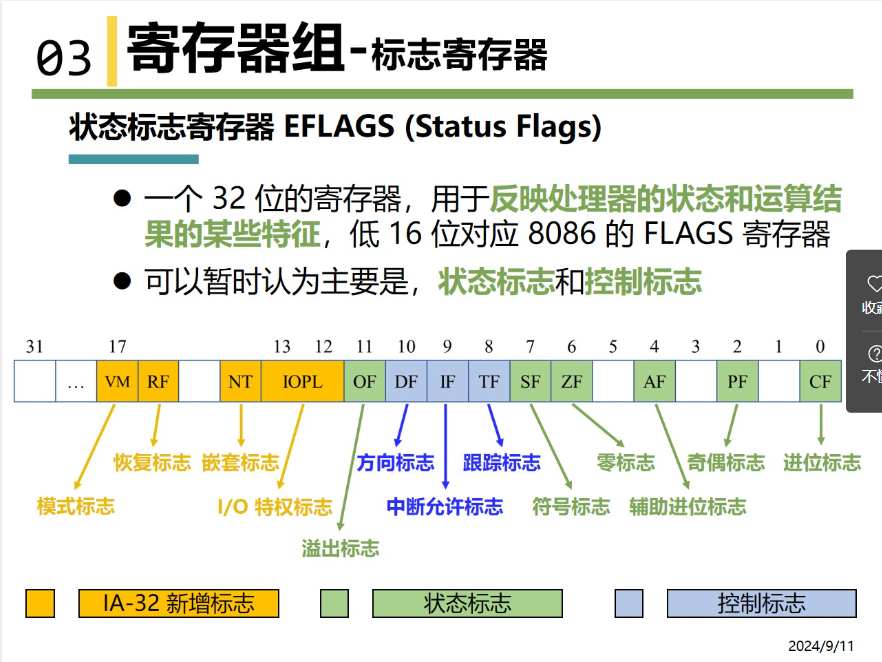 03 寄存器组-标志寄存器
状态标志寄存器 EFLAGS (Status Flags)
● 一个 32 位的寄存器，用于反映处理器的状态和运算结
果的某些特征，低 16 位对应 8086 的 FLAGS 寄存器
● 可以暂时认为主要是，状态标志和控制标志
收藏
31 17 13 12 11 10 9 8 7 6 5 4 3 2 1 0
… VM RF NT IOPL OF DF IF TF SF ZF AF PF CF
恢复标志 嵌套标志 方向标志 跟踪标志 零标志 奇偶标志 进位标志
模式标志 I/O 特权标志 中断允许标志 符号标志 辅助进位标志
溢出标志
IA-32 新增标志 状态标志 控制标志
2024/9/11